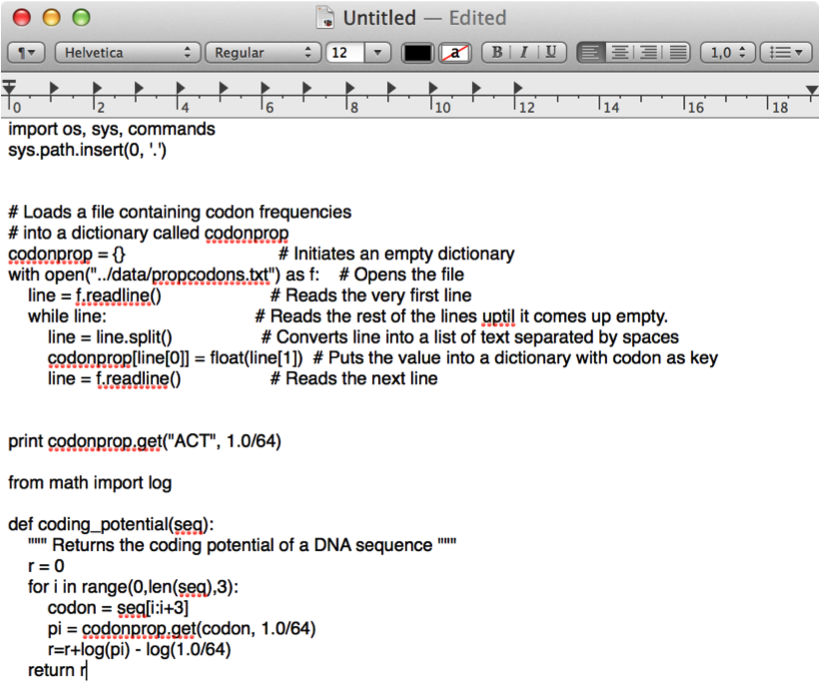 Untitled — Edited
¶ Helvetica Regular 12 a B I U 1,0
0 2 4 6 8 10 12 14 16 18
import os, sys, commands
sys.path.insert(0, '.')
# Loads a file containing codon frequencies
# into a dictionary called codonprop
codonprop = {} # Initiates an empty dictionary
with open("../data/propcodons.txt") as f: # Opens the file
line = f.readline() # Reads the very first line
while line: # Reads the rest of the lines uptil it comes up empty.
line = line.split() # Converts line into a list of text separated by spaces
codonprop[line[0]] = float(line[1]) # Puts the value into a dictionary with codon as key
line = f.readline() # Reads the next line
print codonprop.get("ACT", 1.0/64)
from math import log
def coding_potential(seq):
""" Returns the coding potential of a DNA sequence """
r = 0
for i in range(0,len(seq),3):
codon = seq[i:i+3]
pi = codonprop.get(codon, 1.0/64)
r=r+log(pi) - log(1.0/64)
return r